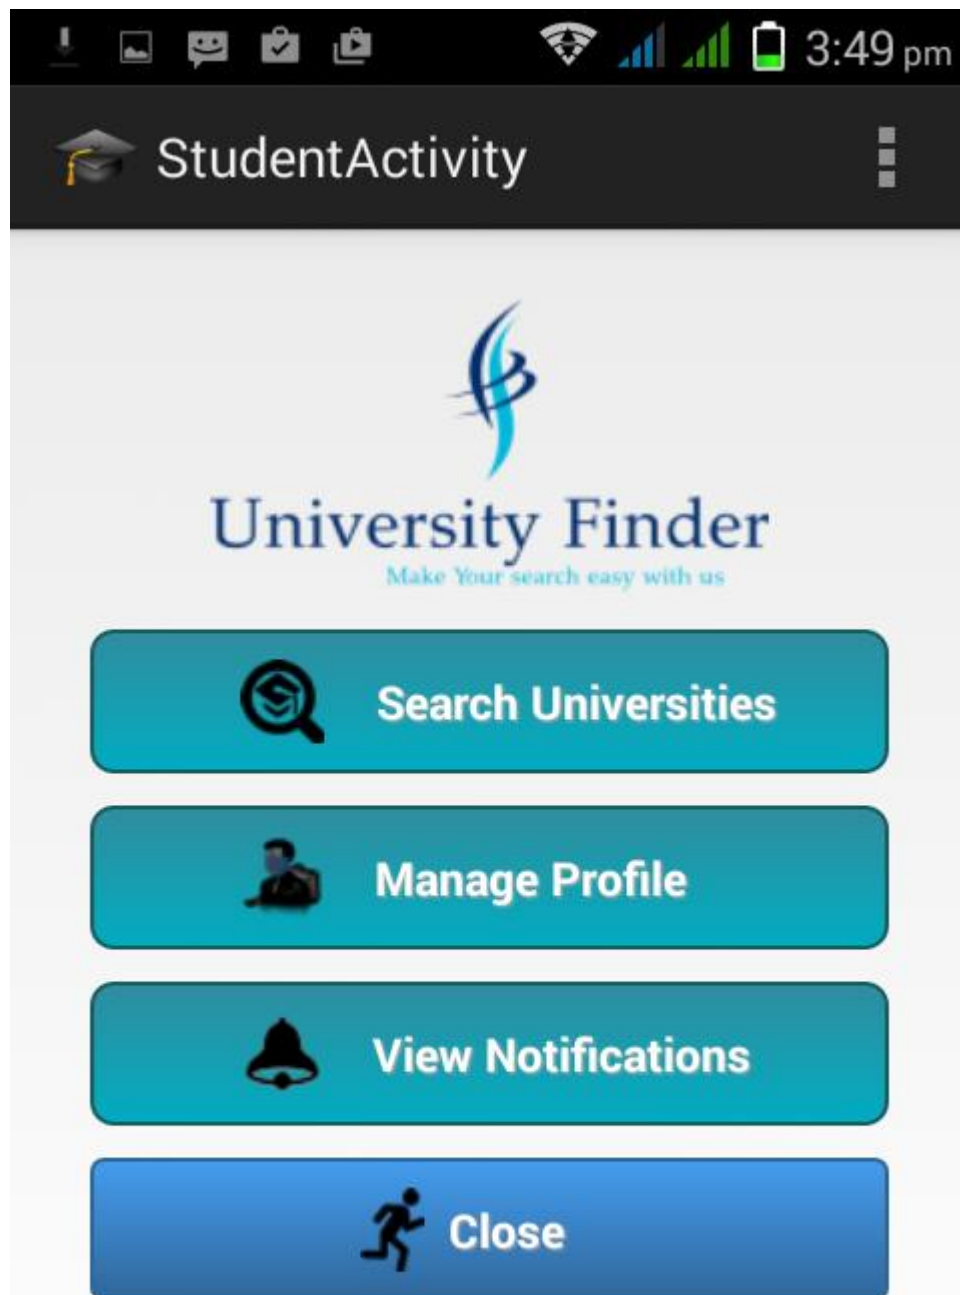 3:49 pm
StudentActivity
University Finder
Make Your search easy with us
Search Universities
Manage Profile
View Notifications
Close